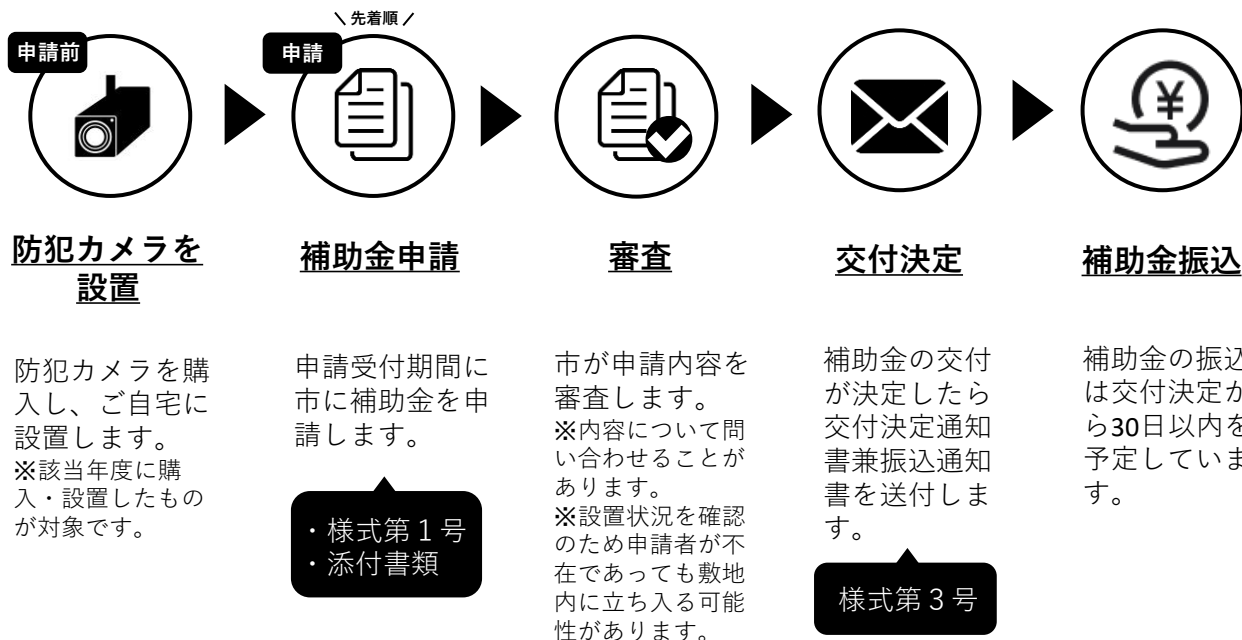 申請前
防犯カメラを
設置
防犯カメラを購
入し、ご自宅に
設置します。
※該当年度に購
入・設置したもの
が対象です。
\ 先着順 /
申請
補助金申請
申請受付期間に
市に補助金を申
請します。
・様式第１号
・添付書類
審査
市が申請内容を
審査します。
※内容について問
い合わせることが
あります。
※設置状況を確認
のため申請者が不
在であっても敷地
内に立ち入る可能
性があります。
交付決定
補助金の交付
が決定したら
交付決定通知
書兼振込通知
書を送付しま
す。
様式第３号
¥
補助金振込
補助金の振込
は交付決定か
ら30日以内を
予定していま
す。